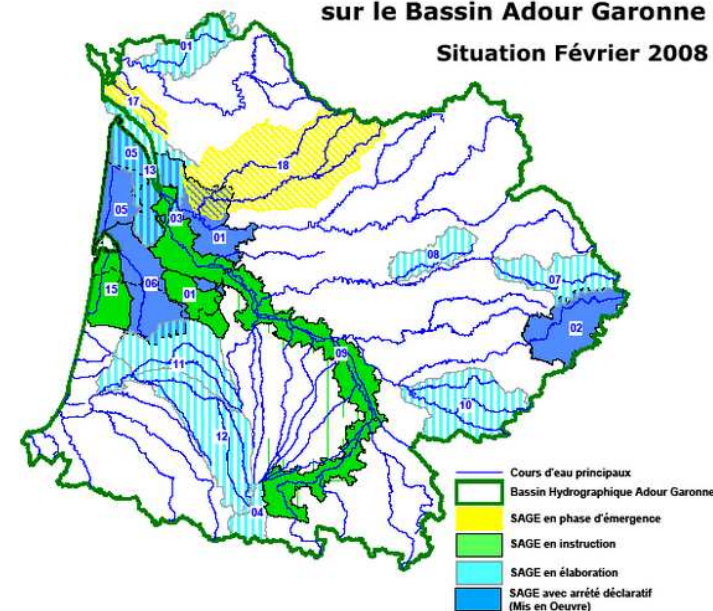 sur le Bassin Adour Garonne
Situation Février 2008
01
17
05
13
18
05
03
01
08
07
06
01
15
02
09
11
10
12
04
Cours d'eau principaux
Bassin Hydrographique Adour Garonne
SAGE en phase d'émergence
SAGE en instruction
SAGE en élaboration
SAGE avec arrété déclaratif
(Mis en Oeuvre)